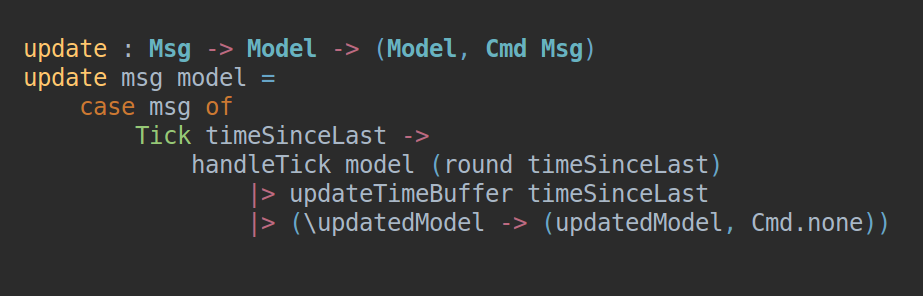 update : Msg -> Model -> (Model, Cmd Msg)
update msg model =
    case msg of
        Tick timeSinceLast ->
            handleTick model (round timeSinceLast)
                |> updateTimeBuffer timeSinceLast
                |> (\updatedModel -> (updatedModel, Cmd.none))